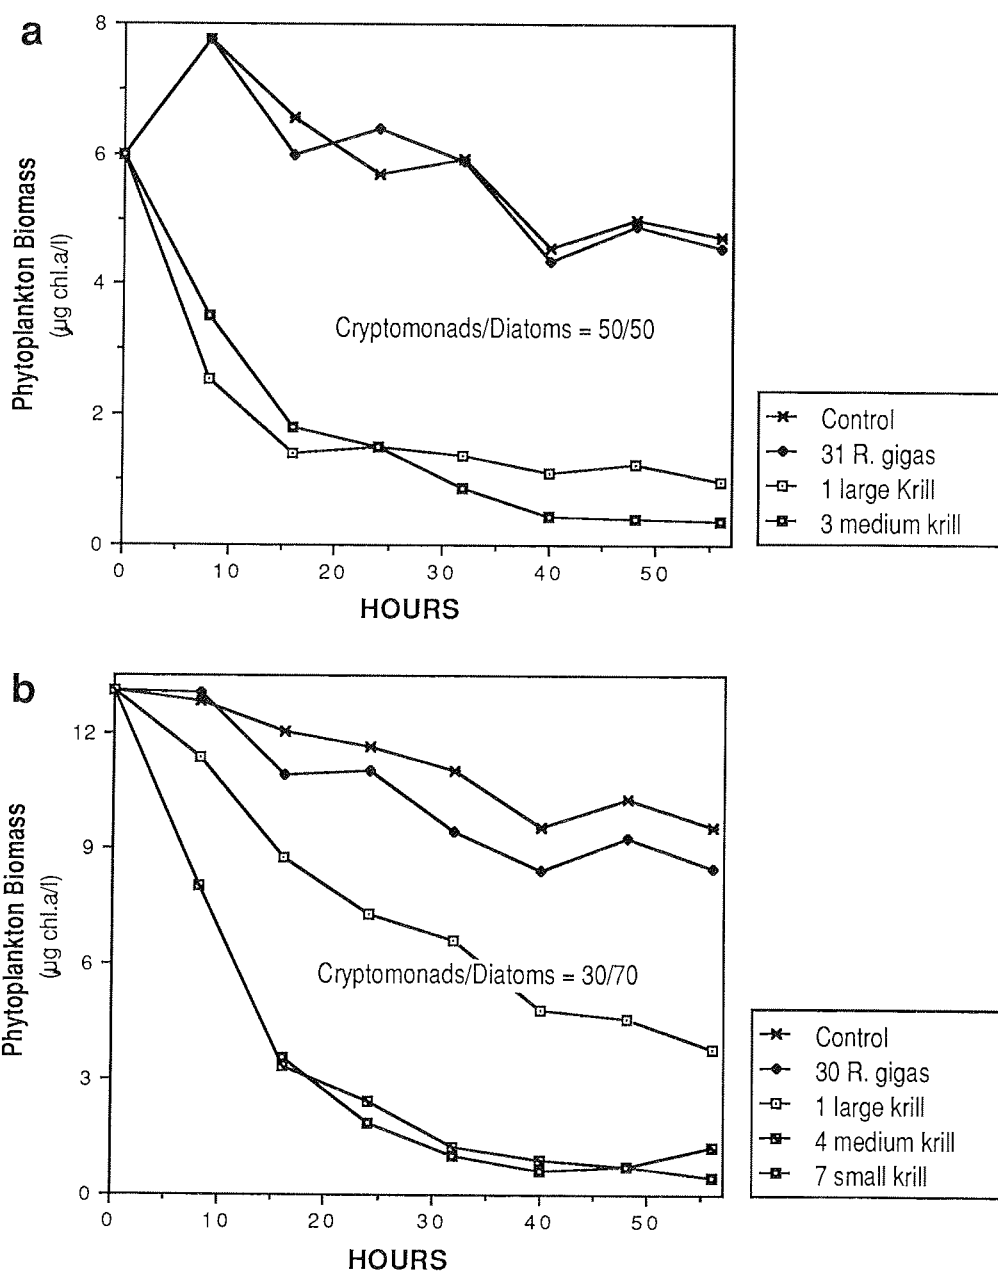 a
8
6
4
2
0
Phytoplankton Biomass
(µg chl.a/l)
Cryptomonads/Diatoms = 50/50
0 10 20 30 40 50
HOURS
Control
31 R. gigas
1 large Krill
3 medium krill
b
12
9
6
3
0
Phytoplankton Biomass
(µg chl.a/l)
Cryptomonads/Diatoms = 30/70
0 10 20 30 40 50
HOURS
Control
30 R. gigas
1 large krill
4 medium krill
7 small krill